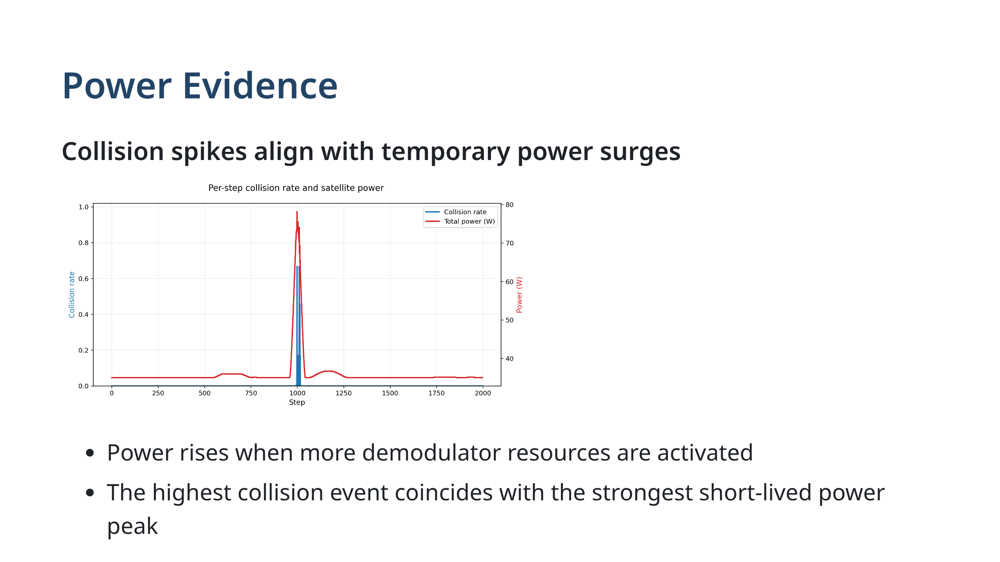 Power Evidence
Collision spikes align with temporary power surges
Per-step collision rate and satellite power
1.0
0.8
0.6
0.4
0.2
0.0
Collision rate
80
70
60
50
40
Power (W)
Collision rate
Total power (W)
0 250 500 750 1000 1250 1500 1750 2000
Step
• Power rises when more demodulator resources are activated
• The highest collision event coincides with the strongest short-lived power
peak